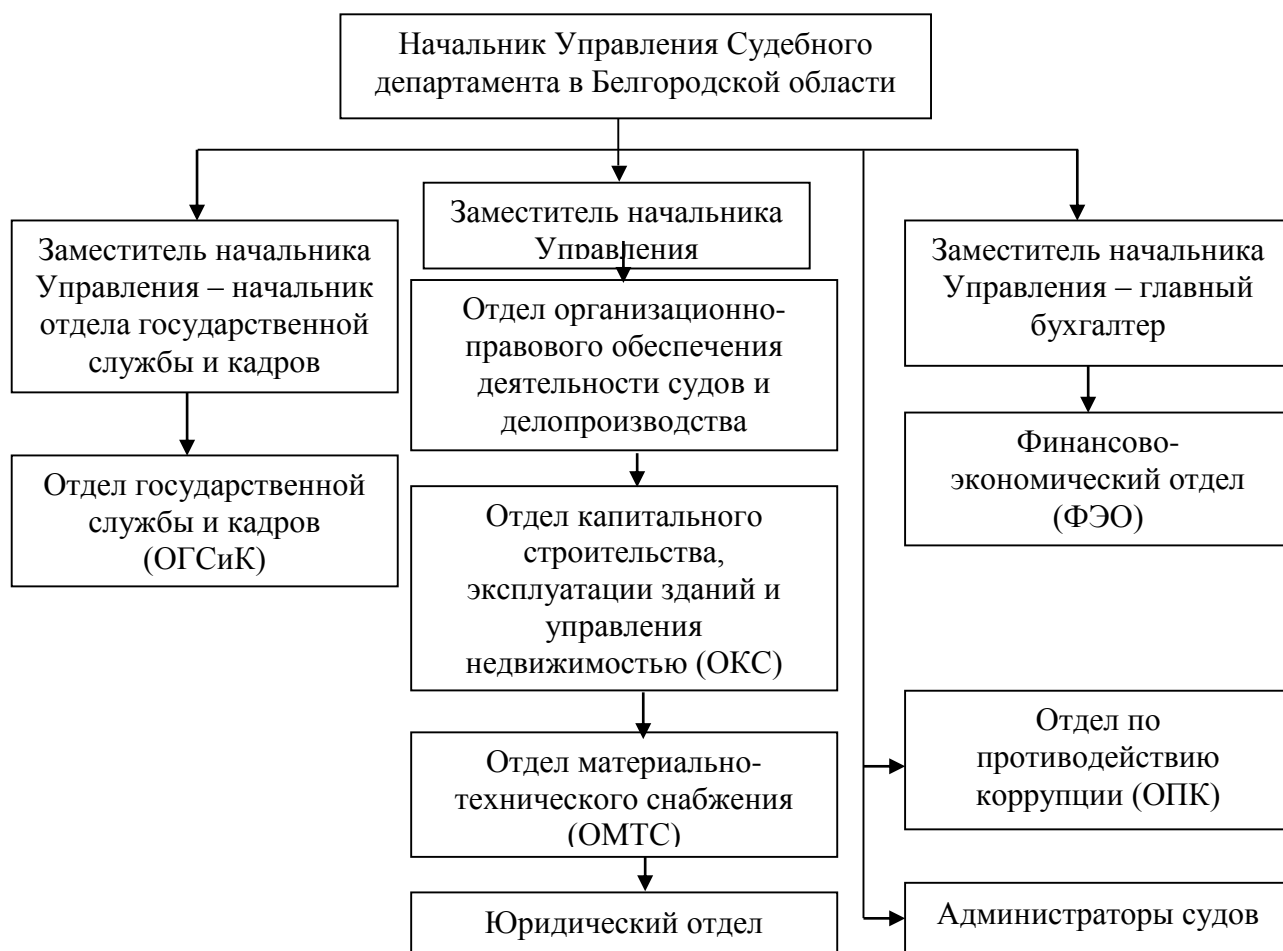 Начальник Управления Судебного
департамента в Белгородской области
Заместитель начальника
Управления – начальник
отдела государственной
службы и кадров
Отдел государственной
службы и кадров
(ОГСиК)
Заместитель начальника
Управления
Отдел организационно-
правового обеспечения
деятельности судов и
делопроизводства
Отдел капитального
строительства,
эксплуатации зданий и
управления
недвижимостью (ОКС)
Отдел материально-
технического снабжения
(ОМТС)
Юридический отдел
Заместитель начальника
Управления – главный
бухгалтер
Финансово-
экономический отдел
(ФЭО)
Отдел по
противодействию
коррупции (ОПК)
Администраторы судов